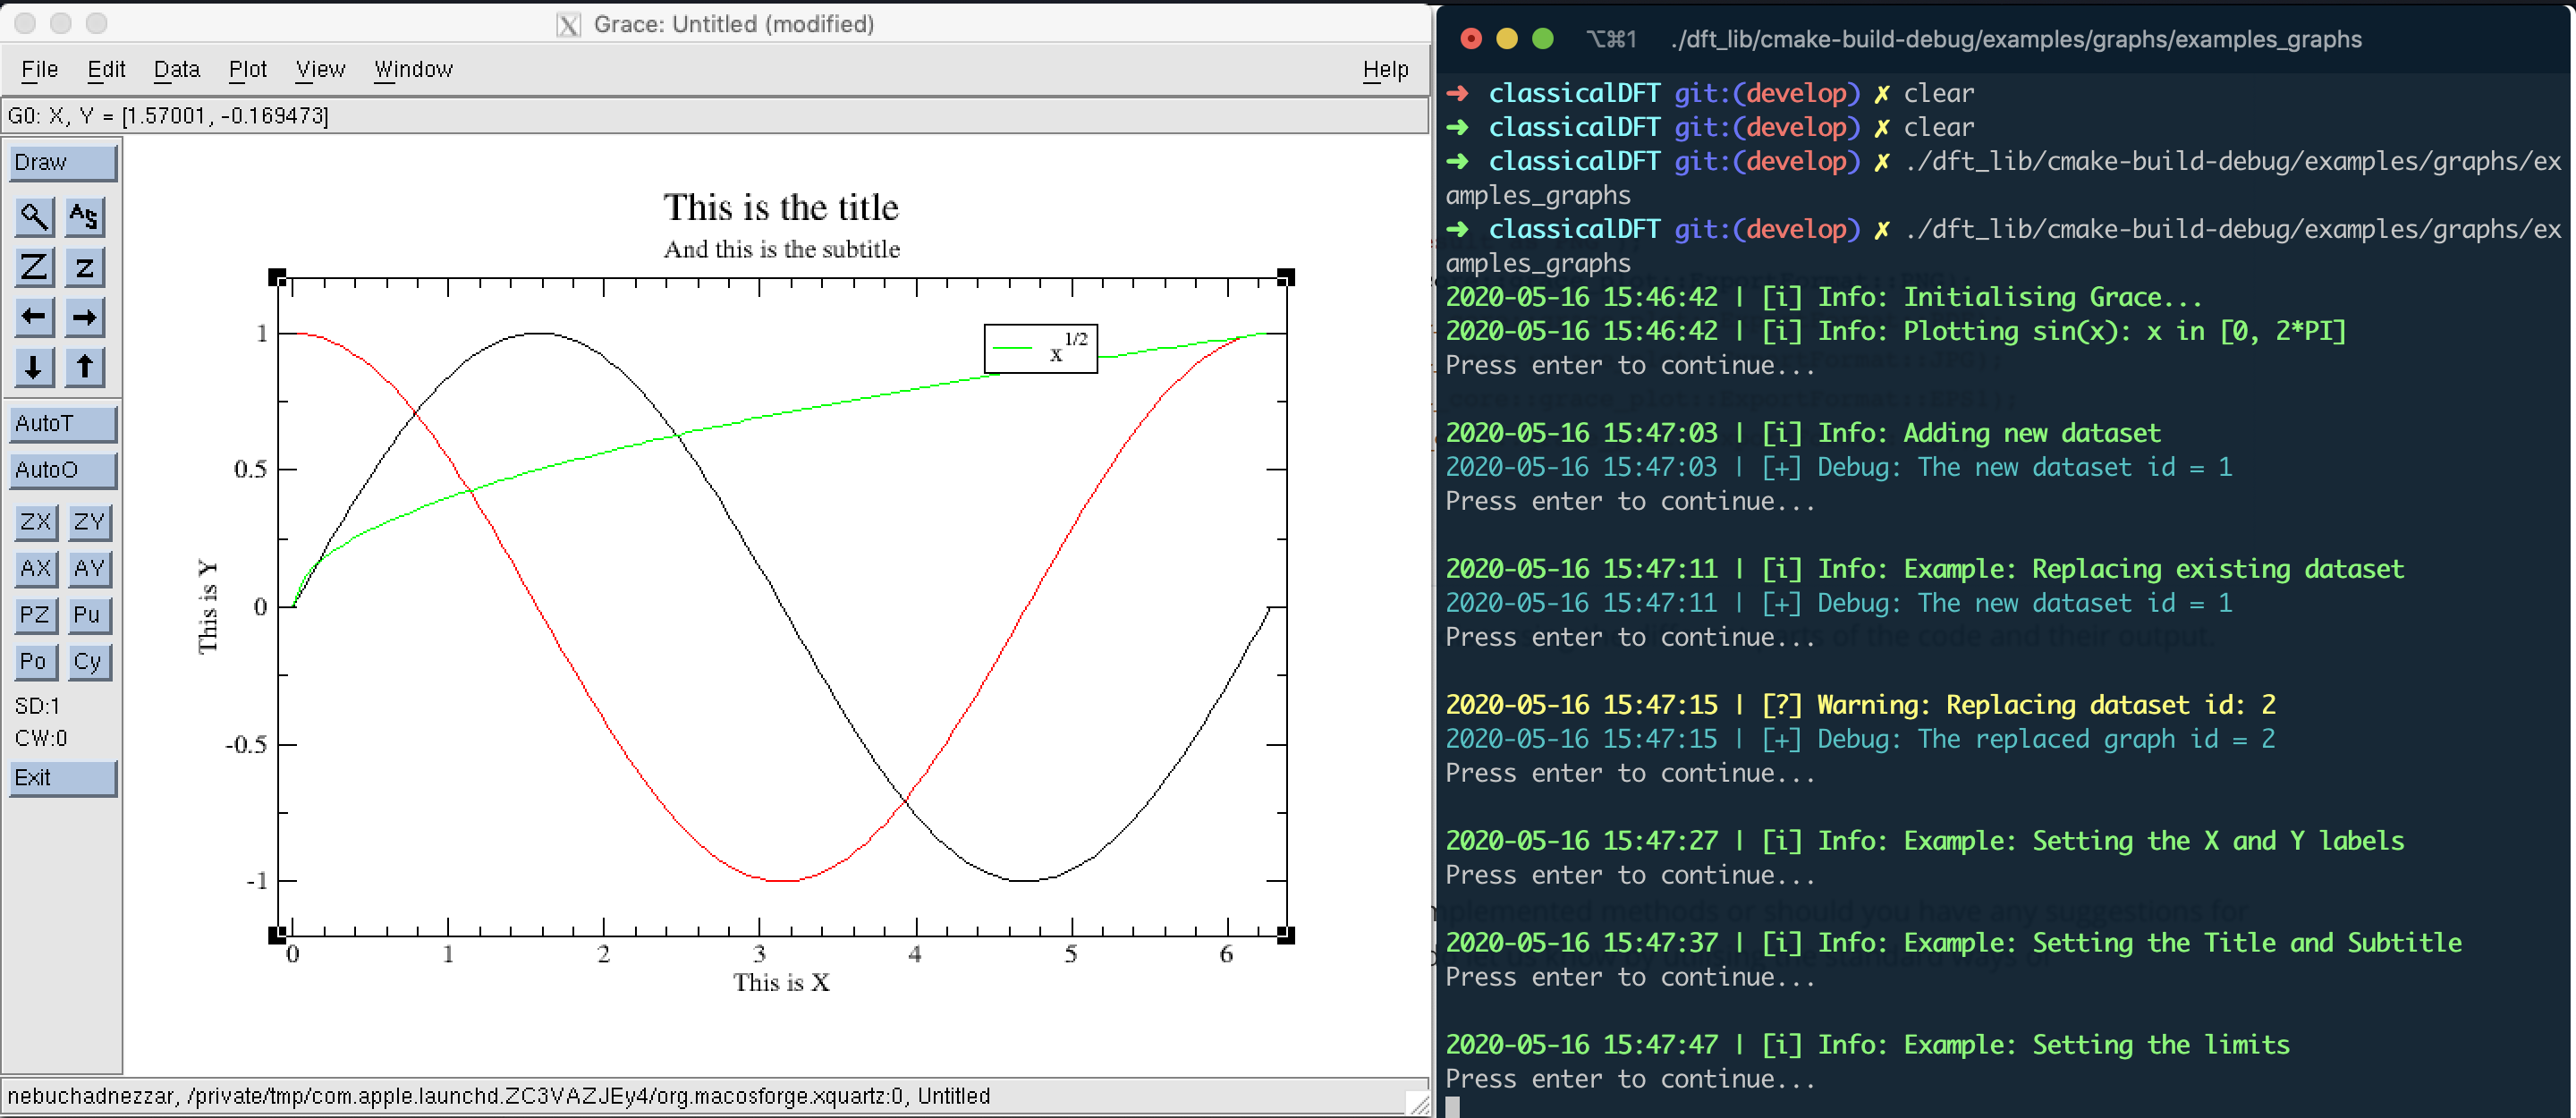 Grace: Untitled (modified)
File Edit Data Plot View Window Help
G0: X, Y = [1.57001, -0.169473]
Draw
A S
Z z
AutoT
AutoO
ZX ZY
AX AY
PZ Pu
Po Cy
SD:1
CW:0
Exit
This is the title
And this is the subtitle
x^1/2
1
0.5
0
-0.5
-1
This is Y
0 1 2 3 4 5 6
This is X
nebuchadnezzar, /private/tmp/com.apple.launchd.ZC3VAZJEy4/org.macosforge.xquartz:0, Untitled
⌥⌘1 ./dft_lib/cmake-build-debug/examples/graphs/examples_graphs
➜ classicalDFT git:(develop) ✗ clear
➜ classicalDFT git:(develop) ✗ clear
➜ classicalDFT git:(develop) ✗ ./dft_lib/cmake-build-debug/examples/graphs/ex
amples_graphs
➜ classicalDFT git:(develop) ✗ ./dft_lib/cmake-build-debug/examples/graphs/ex
amples_graphs
2020-05-16 15:46:42 | [i] Info: Initialising Grace...
2020-05-16 15:46:42 | [i] Info: Plotting sin(x): x in [0, 2*PI]
Press enter to continue...
2020-05-16 15:47:03 | [i] Info: Adding new dataset
2020-05-16 15:47:03 | [+] Debug: The new dataset id = 1
Press enter to continue...
2020-05-16 15:47:11 | [i] Info: Example: Replacing existing dataset
2020-05-16 15:47:11 | [+] Debug: The new dataset id = 1
Press enter to continue...
2020-05-16 15:47:15 | [?] Warning: Replacing dataset id: 2
2020-05-16 15:47:15 | [+] Debug: The replaced graph id = 2
Press enter to continue...
2020-05-16 15:47:27 | [i] Info: Example: Setting the X and Y labels
Press enter to continue...
2020-05-16 15:47:37 | [i] Info: Example: Setting the Title and Subtitle
Press enter to continue...
2020-05-16 15:47:47 | [i] Info: Example: Setting the limits
Press enter to continue...